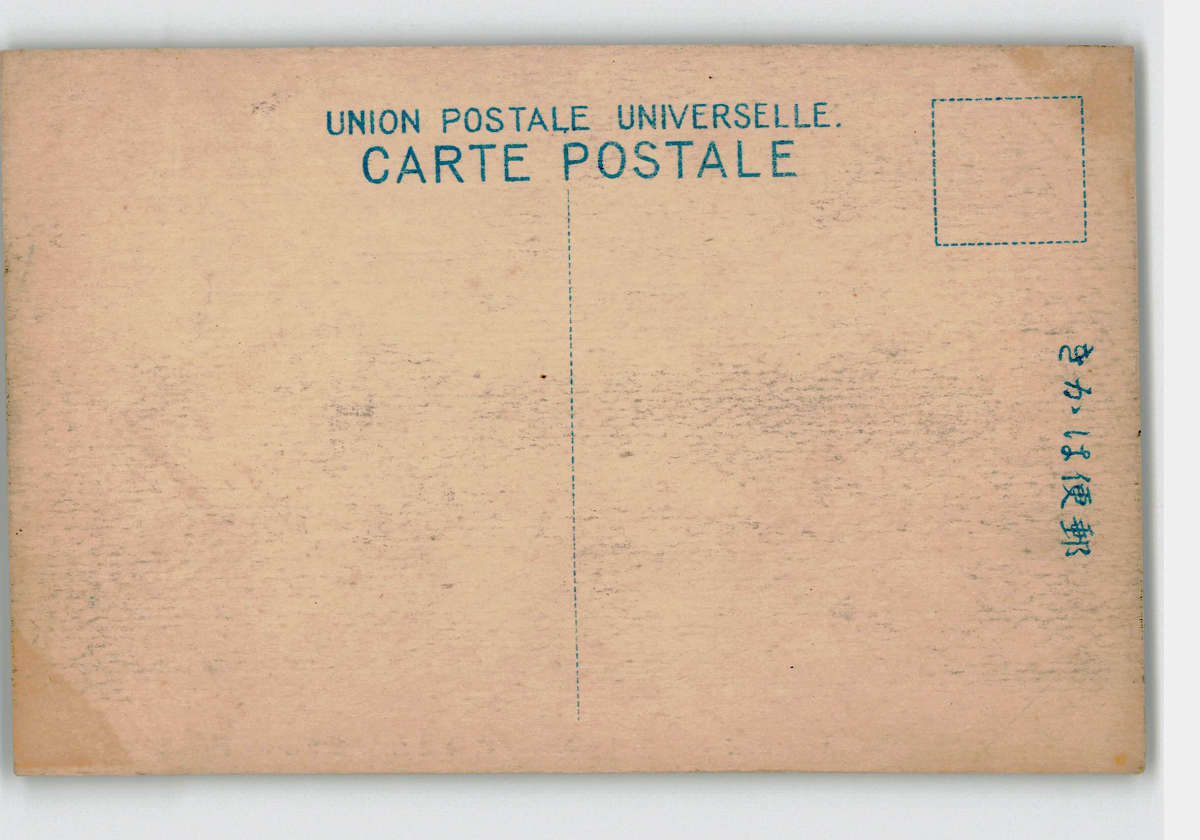 UNION POSTALE UNIVERSELLE.
CARTE POSTALE
きかは便郵